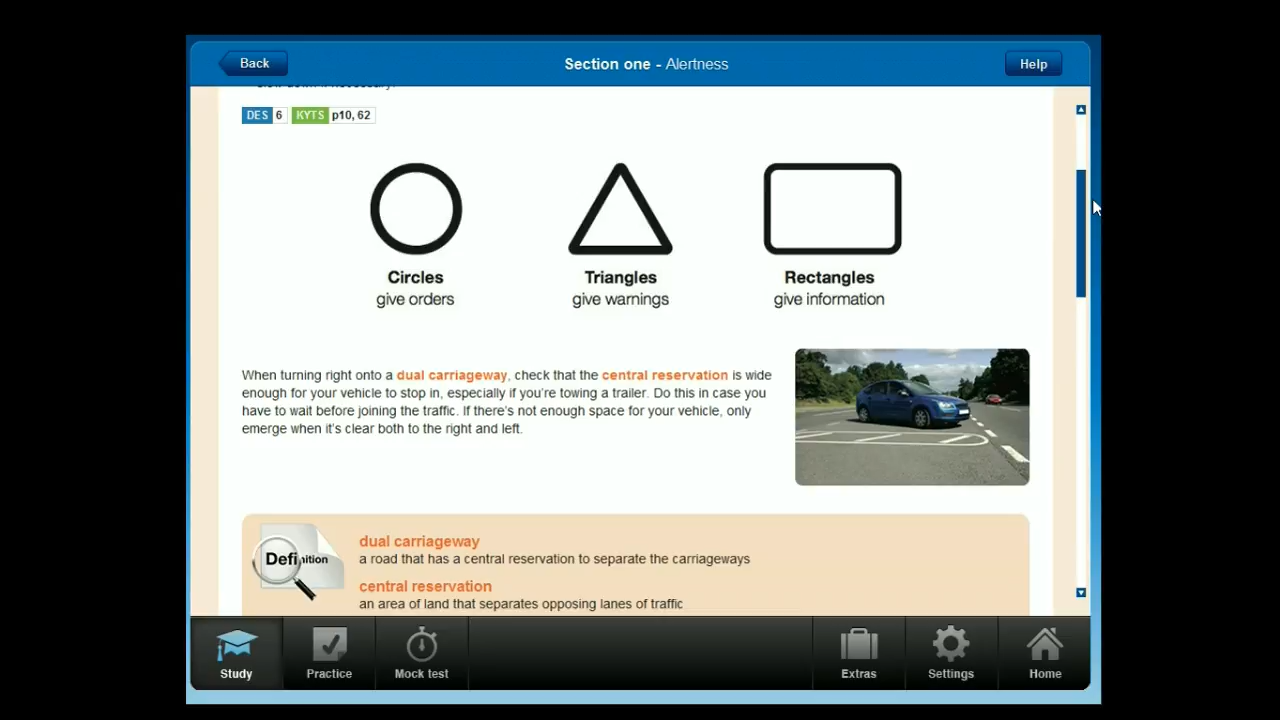 Back
Section one - Alertness
Help
slow down if necessary.
DES 6 KYTS p10, 62
Circles
give orders
Triangles
give warnings
Rectangles
give information
When turning right onto a dual carriageway, check that the central reservation is wide
enough for your vehicle to stop in, especially if you're towing a trailer. Do this in case you
have to wait before joining the traffic. If there's not enough space for your vehicle, only
emerge when it's clear both to the right and left.
Definition
dual carriageway
a road that has a central reservation to separate the carriageways
central reservation
an area of land that separates opposing lanes of traffic
Study
Practice
Mock test
Extras
Settings
Home